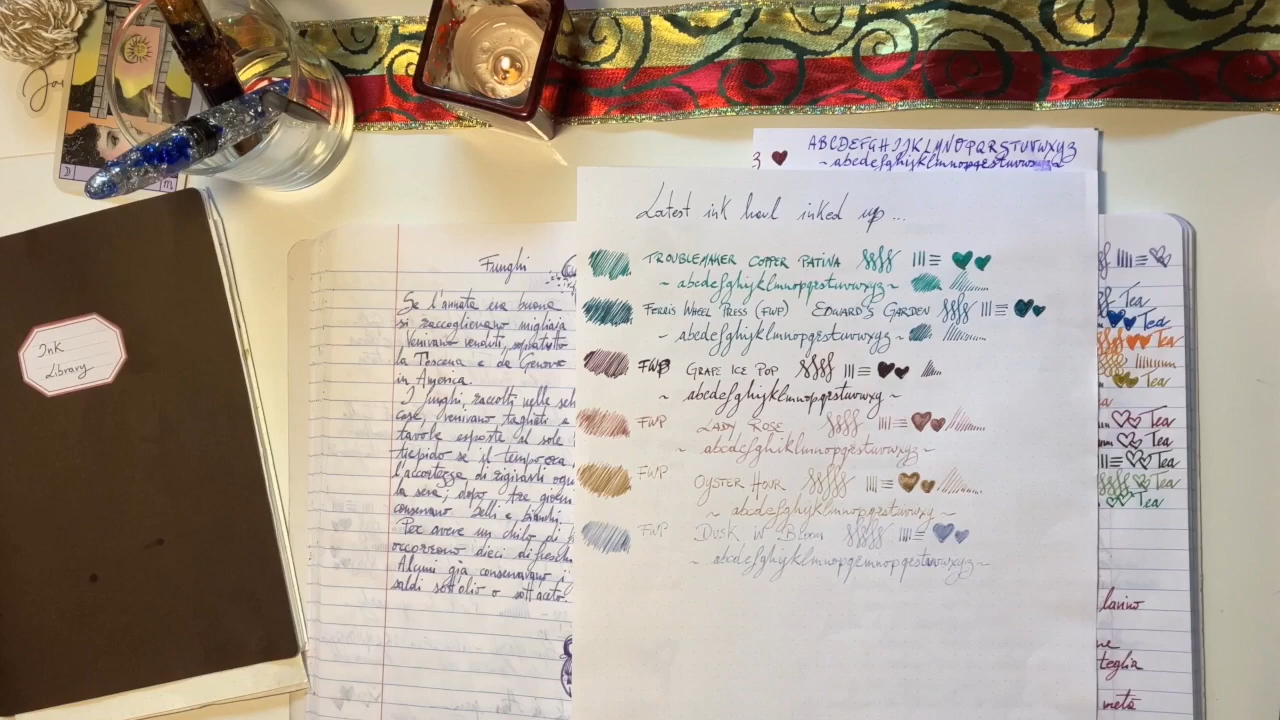 ABCDEFGHIJKLMNOPQRSTUVWXYZ
3
~abcdefghijklmnopqrstuvwxyz~
Latest ink haul inked up...
TROUBLEMAKER COPPER PATINA
~ abcdefghijklmnopqrstuvwxyz ~
FERRIS WHEEL PRESS (FWP) EDWARD'S GARDEN
~ abcdefghijklmnopqrstuvwxyz ~
FWP GRAPE ICE POP
~ abcdefghijklmnopqrstuvwxyz ~
FWP LADY ROSE
~ abcdefghijklmnopqrstuvwxyz ~
FWP OYSTER HOUR
~ abcdefghijklmnopqrstuvwxyz ~
FWP DUSK IN BLOOM
~ abcdefghijklmnopqrstuvwxyz ~
Ink
Library
Funghi
Se l'annata era buona
si raccoglievano migliaia
Venivano venduti, soprattutto
la Toscana e da Genova
in America.
I funghi, raccolti nelle
case, venivano tagliati e
tavole esposte al sole
tiepido se il tempo era
l'accortezza di rigirarli ogni
la sera; dopo tre giorni
conservano belli e bianchi.
Per avere un chilo di
occorrono dieci di freschi
Alcuni già conservavano i
saldi sott'olio o sott'aceto.
Tea
Tea
Tea
Tea
Tea
Tea
Tea
Tea
Tea
teglia
metà